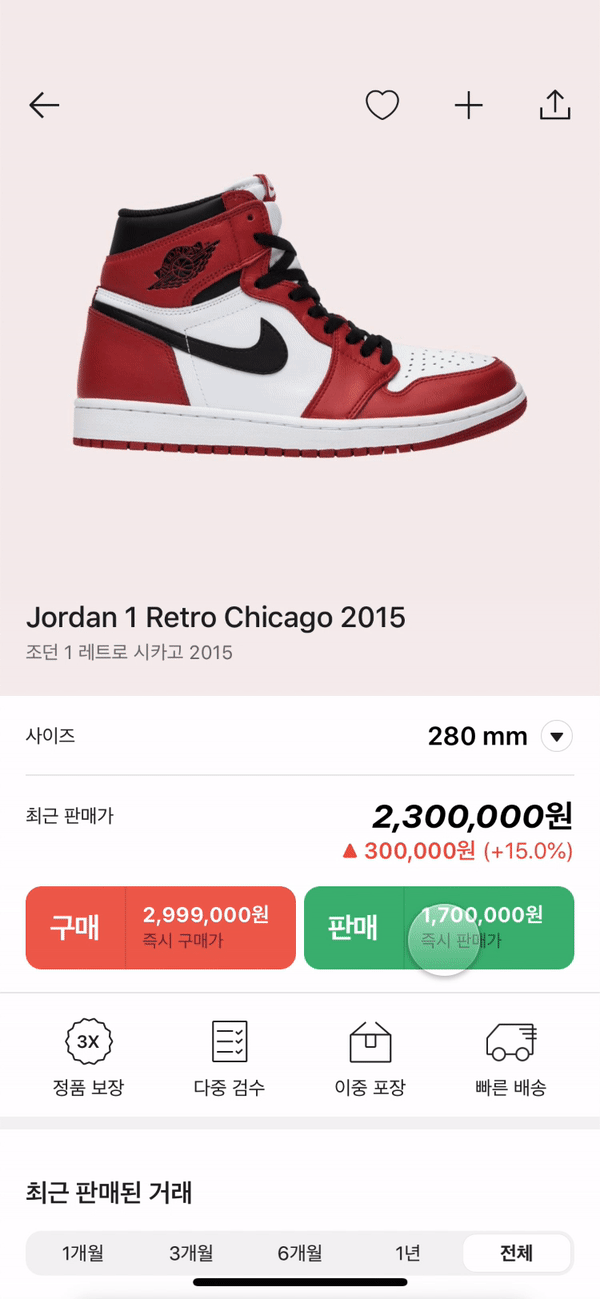 Jordan 1 Retro Chicago 2015
조던 1 레트로 시카고 2015
사이즈
280 mm
최근 판매가
2,300,000원
▲ 300,000원 (+15.0%)
구매
2,999,000원
즉시 구매가
판매
1,700,000원
즉시 판매가
3X
정품 보장
다중 검수
이중 포장
빠른 배송
최근 판매된 거래
1개월 3개월 6개월 1년 전체